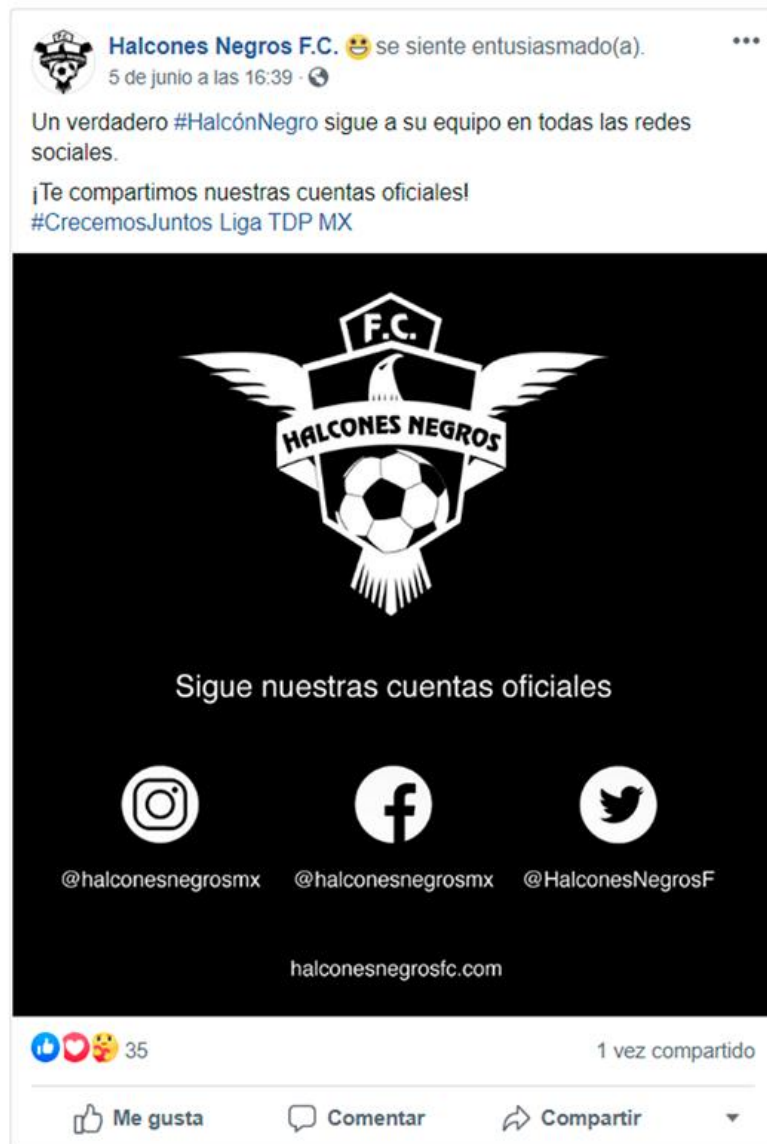 Halcones Negros F.C. 😀 se siente entusiasmado(a).
5 de junio a las 16:39 ·
Un verdadero #HalcónNegro sigue a su equipo en todas las redes
sociales.
¡Te compartimos nuestras cuentas oficiales!
#CrecemosJuntos Liga TDP MX
F.C.
HALCONES NEGROS
Sigue nuestras cuentas oficiales
@halconesnegrosmx @halconesnegrosmx @HalconesNegrosF
halconesnegrosfc.com
35 1 vez compartido
Me gusta Comentar Compartir